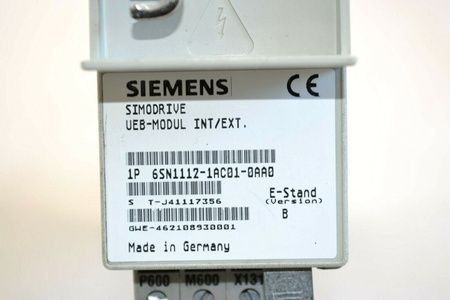 SIEMENS CE
SIMODRIVE
UEB-MODUL INT/EXT.
1P 6SN1112-1AC01-0AA0
S T-J41117356
E-Stand
(Version)
B
GWE-462108930001
Made in Germany
P600 M600 X131